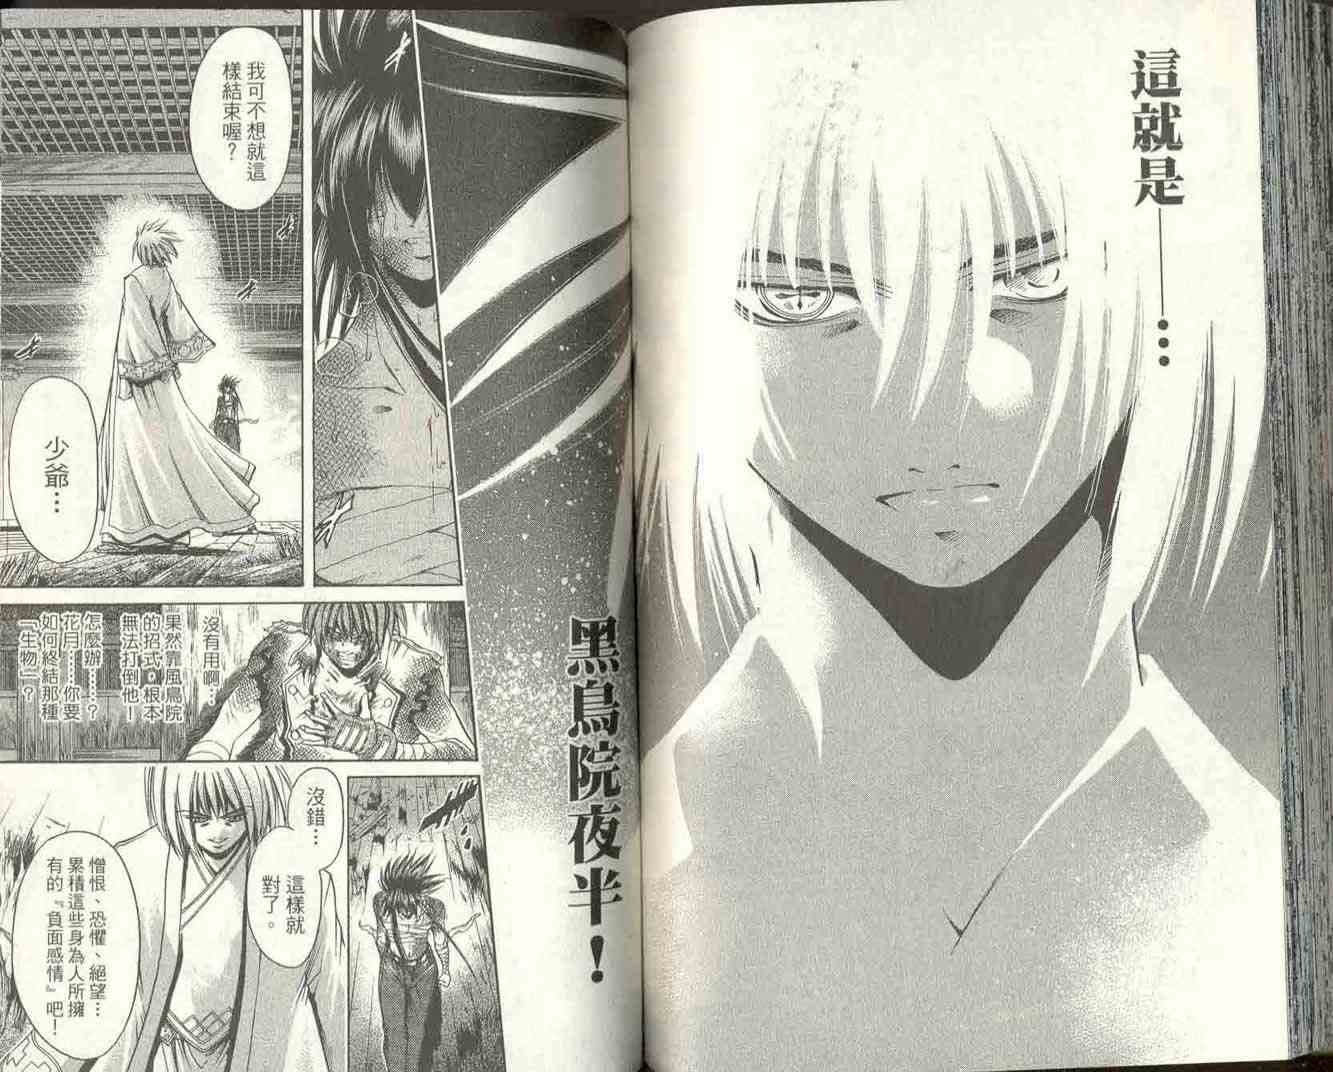 這就是──…
黑鳥院夜半！
我可不想就這
樣結束喔？
少爺…
沒有用啊…
果然靠風鳥院
的招式，根本
無法打倒他！
怎麼辦……？
花月……你要
如何終結那種
「生物」？
沒錯…
這樣就
對了。
憎恨、恐懼、絕望…
累積這些身為人所擁
有的『負面感情』吧！